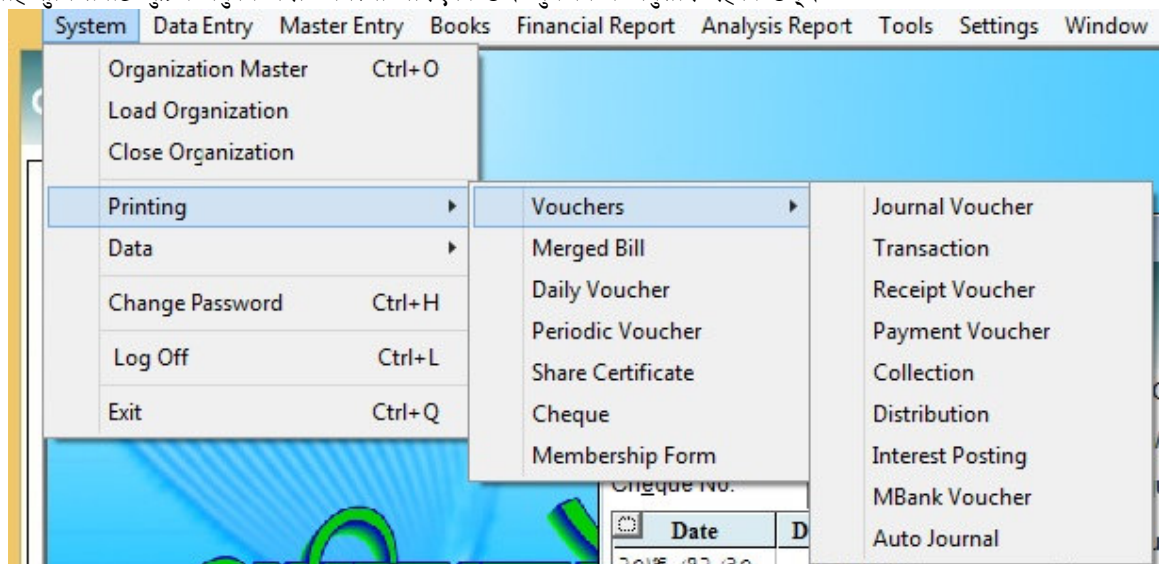 System Data Entry Master Entry Books Financial Report Analysis Report Tools Settings Window
Organization Master Ctrl+O
Load Organization
Close Organization
Printing Vouchers Journal Voucher
Data Merged Bill Transaction
Daily Voucher Receipt Voucher
Change Password Ctrl+H
Periodic Voucher Payment Voucher
Log Off Ctrl+L
Share Certificate Collection
Exit Ctrl+Q Cheque Distribution
Membership Form Interest Posting
Cheque No.
MBank Voucher
Date D
Auto Journal